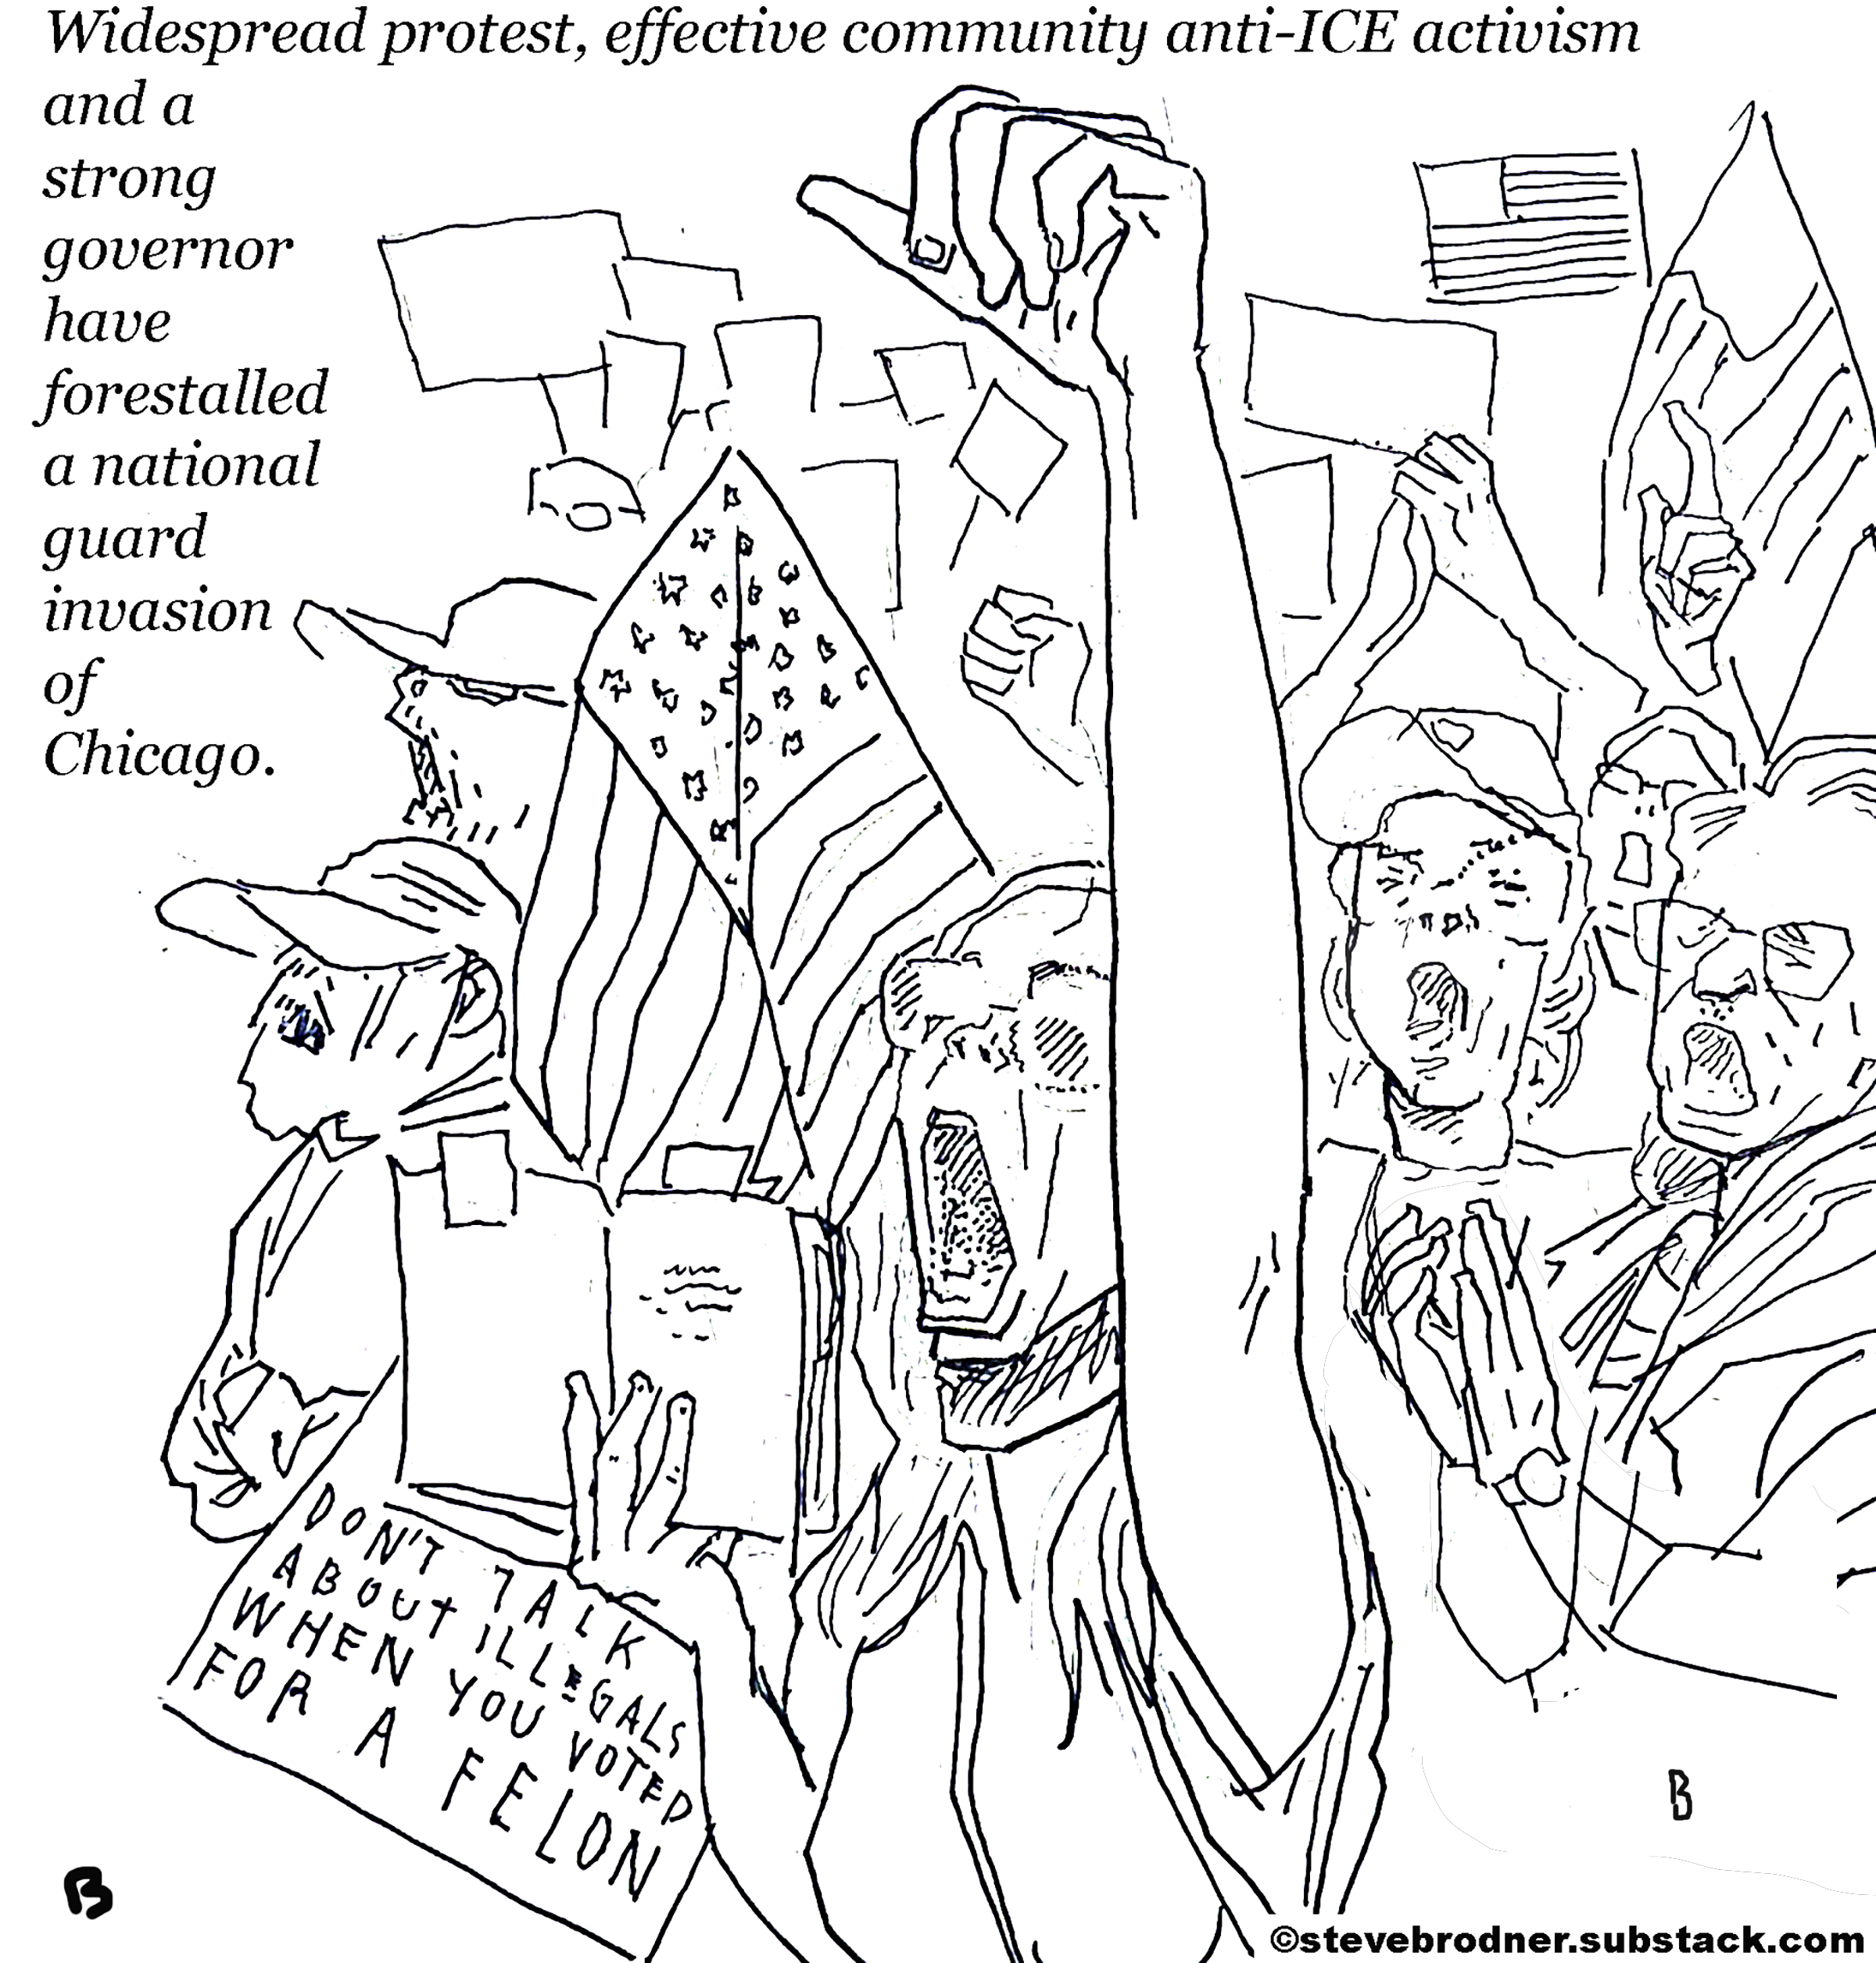 Widespread protest, effective community anti-ICE activism
and a
strong
governor
have
forestalled
a national
guard
invasion
of
Chicago.
DON'T TALK
ABOUT ILLEGALS
WHEN YOU VOTED
FOR A FELON
B
B
©stevebrodner.substack.com